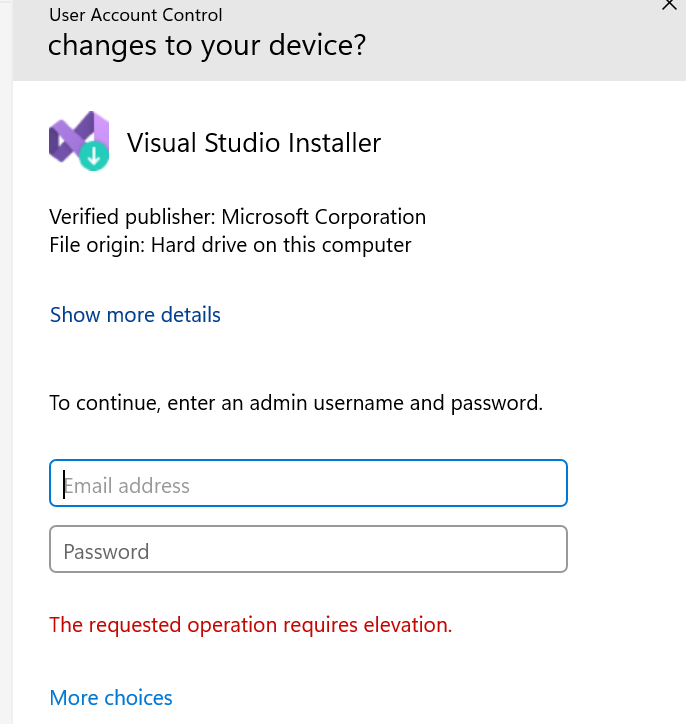 User Account Control
changes to your device?
Visual Studio Installer
Verified publisher: Microsoft Corporation
File origin: Hard drive on this computer
Show more details
To continue, enter an admin username and password.
Email address
Password
The requested operation requires elevation.
More choices